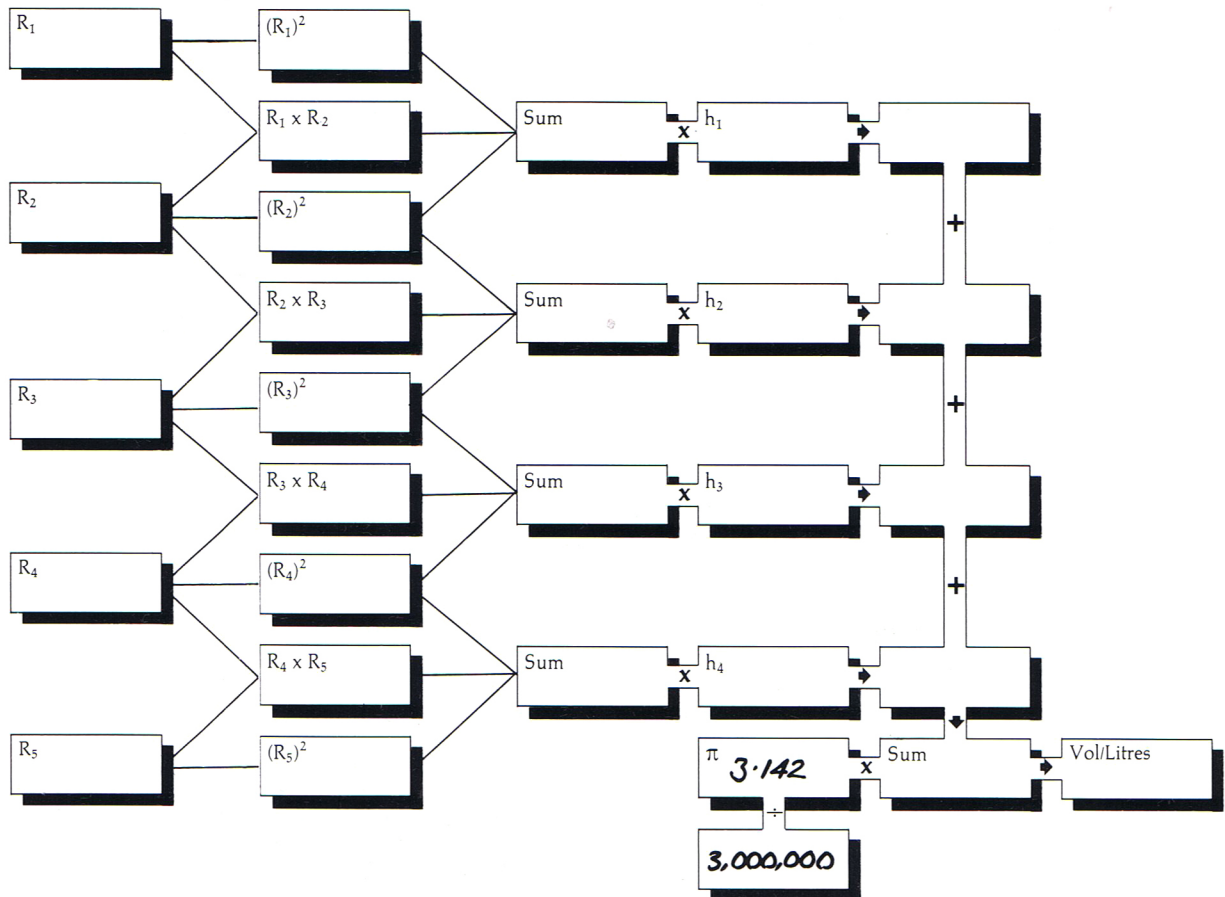 R₁
(R₁)²
R₁ x R₂
Sum
x
h₁
R₂
(R₂)²
+
R₂ x R₃
Sum
x
h₂
R₃
(R₃)²
+
R₃ x R₄
Sum
x
h₃
R₄
(R₄)²
+
R₄ x R₅
Sum
x
h₄
R₅
(R₅)²
π 3·142
x
Sum
Vol/Litres
÷
3,000,000